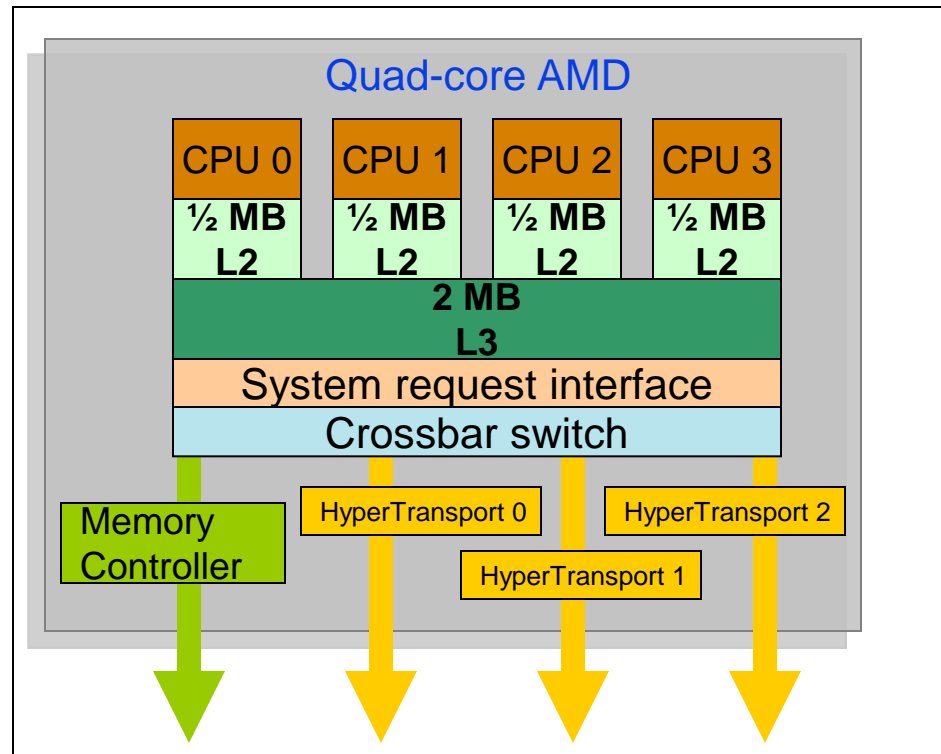 Quad-core AMD
CPU 0
CPU 1
CPU 2
CPU 3
½ MB
L2
½ MB
L2
½ MB
L2
½ MB
L2
2 MB
L3
System request interface
Crossbar switch
Memory
Controller
HyperTransport 0
HyperTransport 1
HyperTransport 2